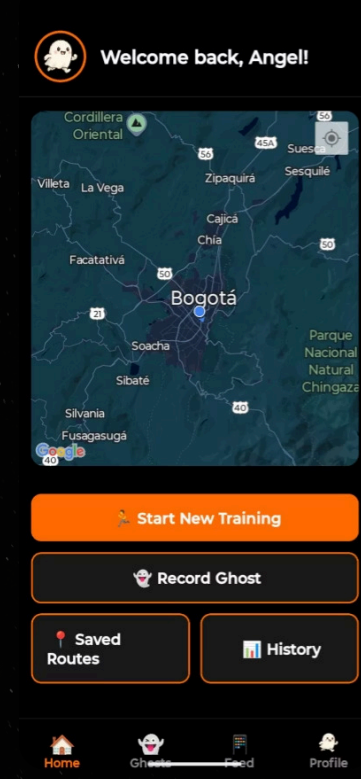 Welcome back, Angel!
Cordillera
Oriental
56
45A
Suesca
56
Sesquilé
Villeta
La Vega
Zipaquirá
Cajicá
Chía
50
Facatativá
50
Bogotá
21
Soacha
Parque
Nacional
Natural
Chingaza
Sibaté
40
Silvania
Fusagasugá
Google
40
Start New Training
Record Ghost
Saved
Routes
History
Home
Ghosts
Feed
Profile